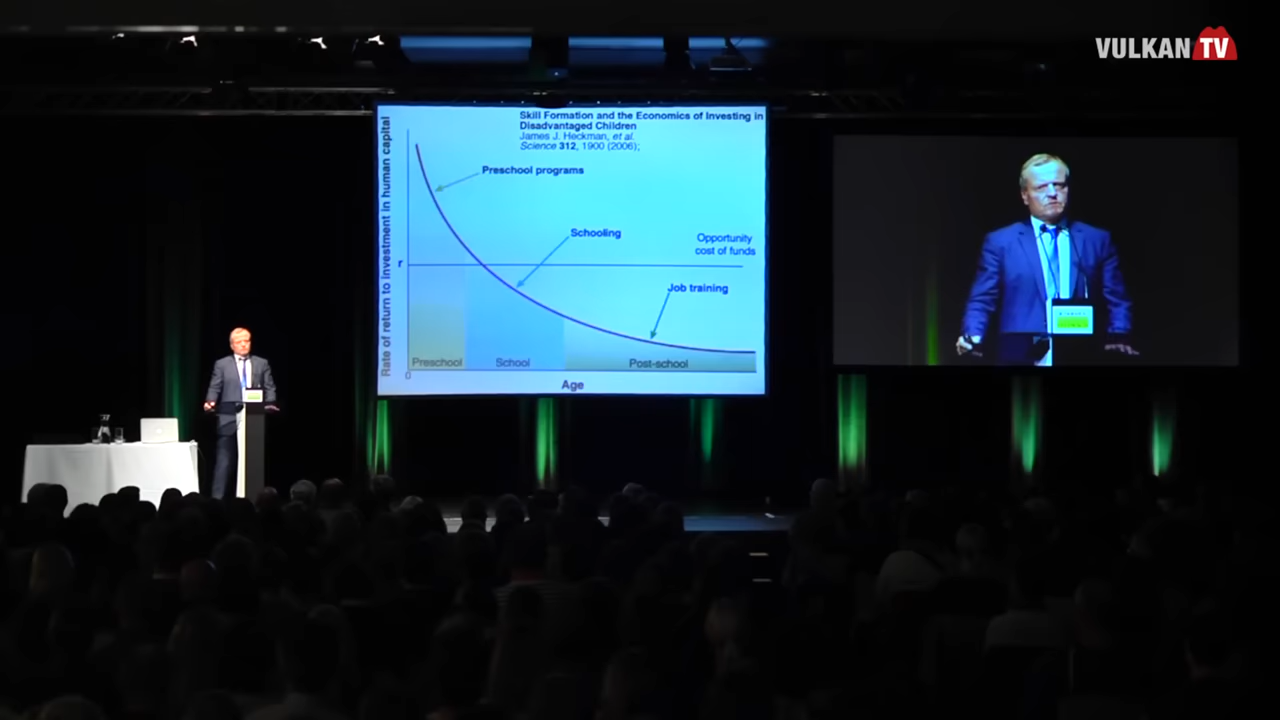 VULKAN TV
Skill Formation and the Economics of Investing in
Disadvantaged Children
James J. Heckman, et al.
Science 312, 1900 (2006);
Rate of return to investment in human capital
Preschool programs
Schooling
Opportunity
cost of funds
r
Job training
Preschool
School
Post-school
0
Age